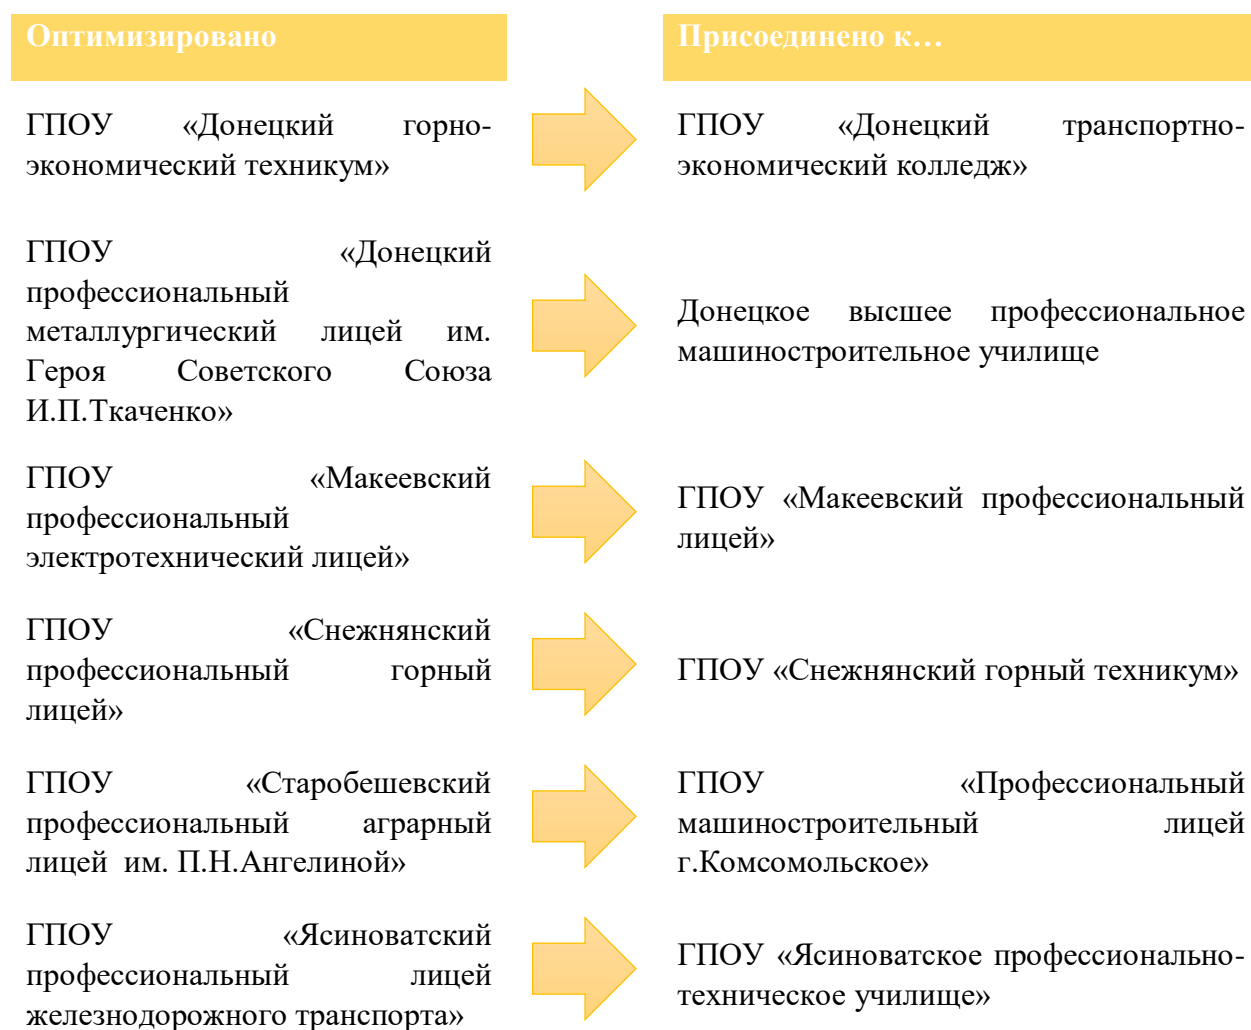 Оптимизировано
Присоединено к…
ГПОУ «Донецкий горно-
экономический техникум»
ГПОУ «Донецкий транспортно-
экономический колледж»
ГПОУ «Донецкий
профессиональный
металлургический лицей им.
Героя Советского Союза
И.П.Ткаченко»
Донецкое высшее профессиональное
машиностроительное училище
ГПОУ «Макеевский
профессиональный
электротехнический лицей»
ГПОУ «Макеевский профессиональный
лицей»
ГПОУ «Снежнянский
профессиональный горный
лицей»
ГПОУ «Снежнянский горный техникум»
ГПОУ «Старобешевский
профессиональный аграрный
лицей им. П.Н.Ангелиной»
ГПОУ «Профессиональный
машиностроительный лицей
г.Комсомольское»
ГПОУ «Ясиноватский
профессиональный лицей
железнодорожного транспорта»
ГПОУ «Ясиноватское профессионально-
техническое училище»